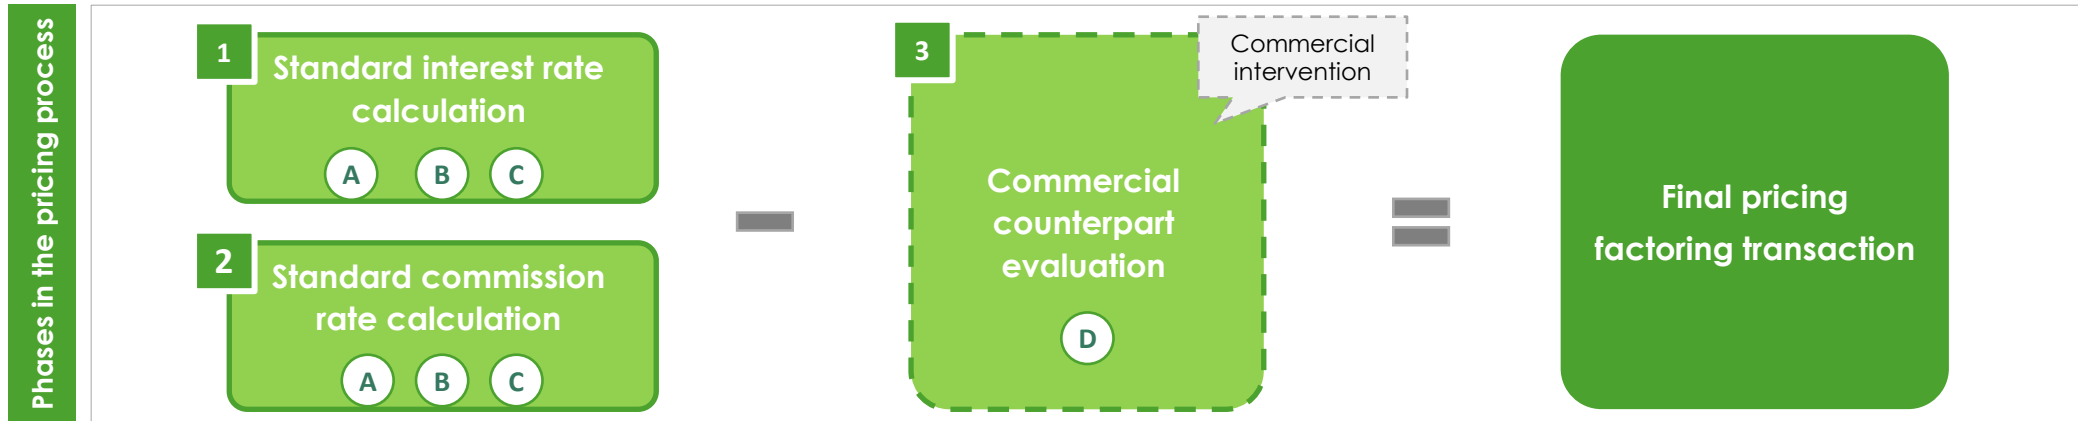 Phases in the pricing process
1
Standard interest rate
calculation
A B C
2
Standard commission
rate calculation
A B C
3
Commercial
intervention
Commercial
counterpart
evaluation
D
Final pricing
factoring transaction